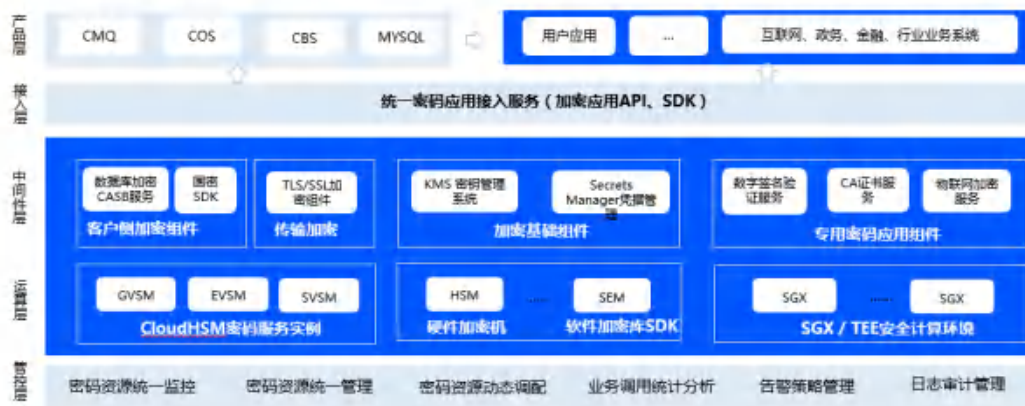 产品层
CMQ
COS
CBS
MYSQL
用户应用
...
互联网、政务、金融、行业业务系统
接入层
统一密码应用接入服务（加密应用API、SDK）
中间件层
数据库加密
CASB服务
国密
SDK
客户侧加密组件
TLS/SSL加
密组件
传输加密
KMS 密钥管理
系统
Secrets
Manager凭据管
理
加密基础组件
数字签名验
证服务
CA证书服
务
物联网加密
服务
专用密码应用组件
运算层
GVSM
EVSM
SVSM
CloudHSM密码服务实例
HSM
......
SEM
硬件加密机
软件加密库SDK
SGX
......
SGX
SGX / TEE安全计算环境
管控层
密码资源统一监控
密码资源统一管理
密码资源动态调配
业务调用统计分析
告警策略管理
日志审计管理